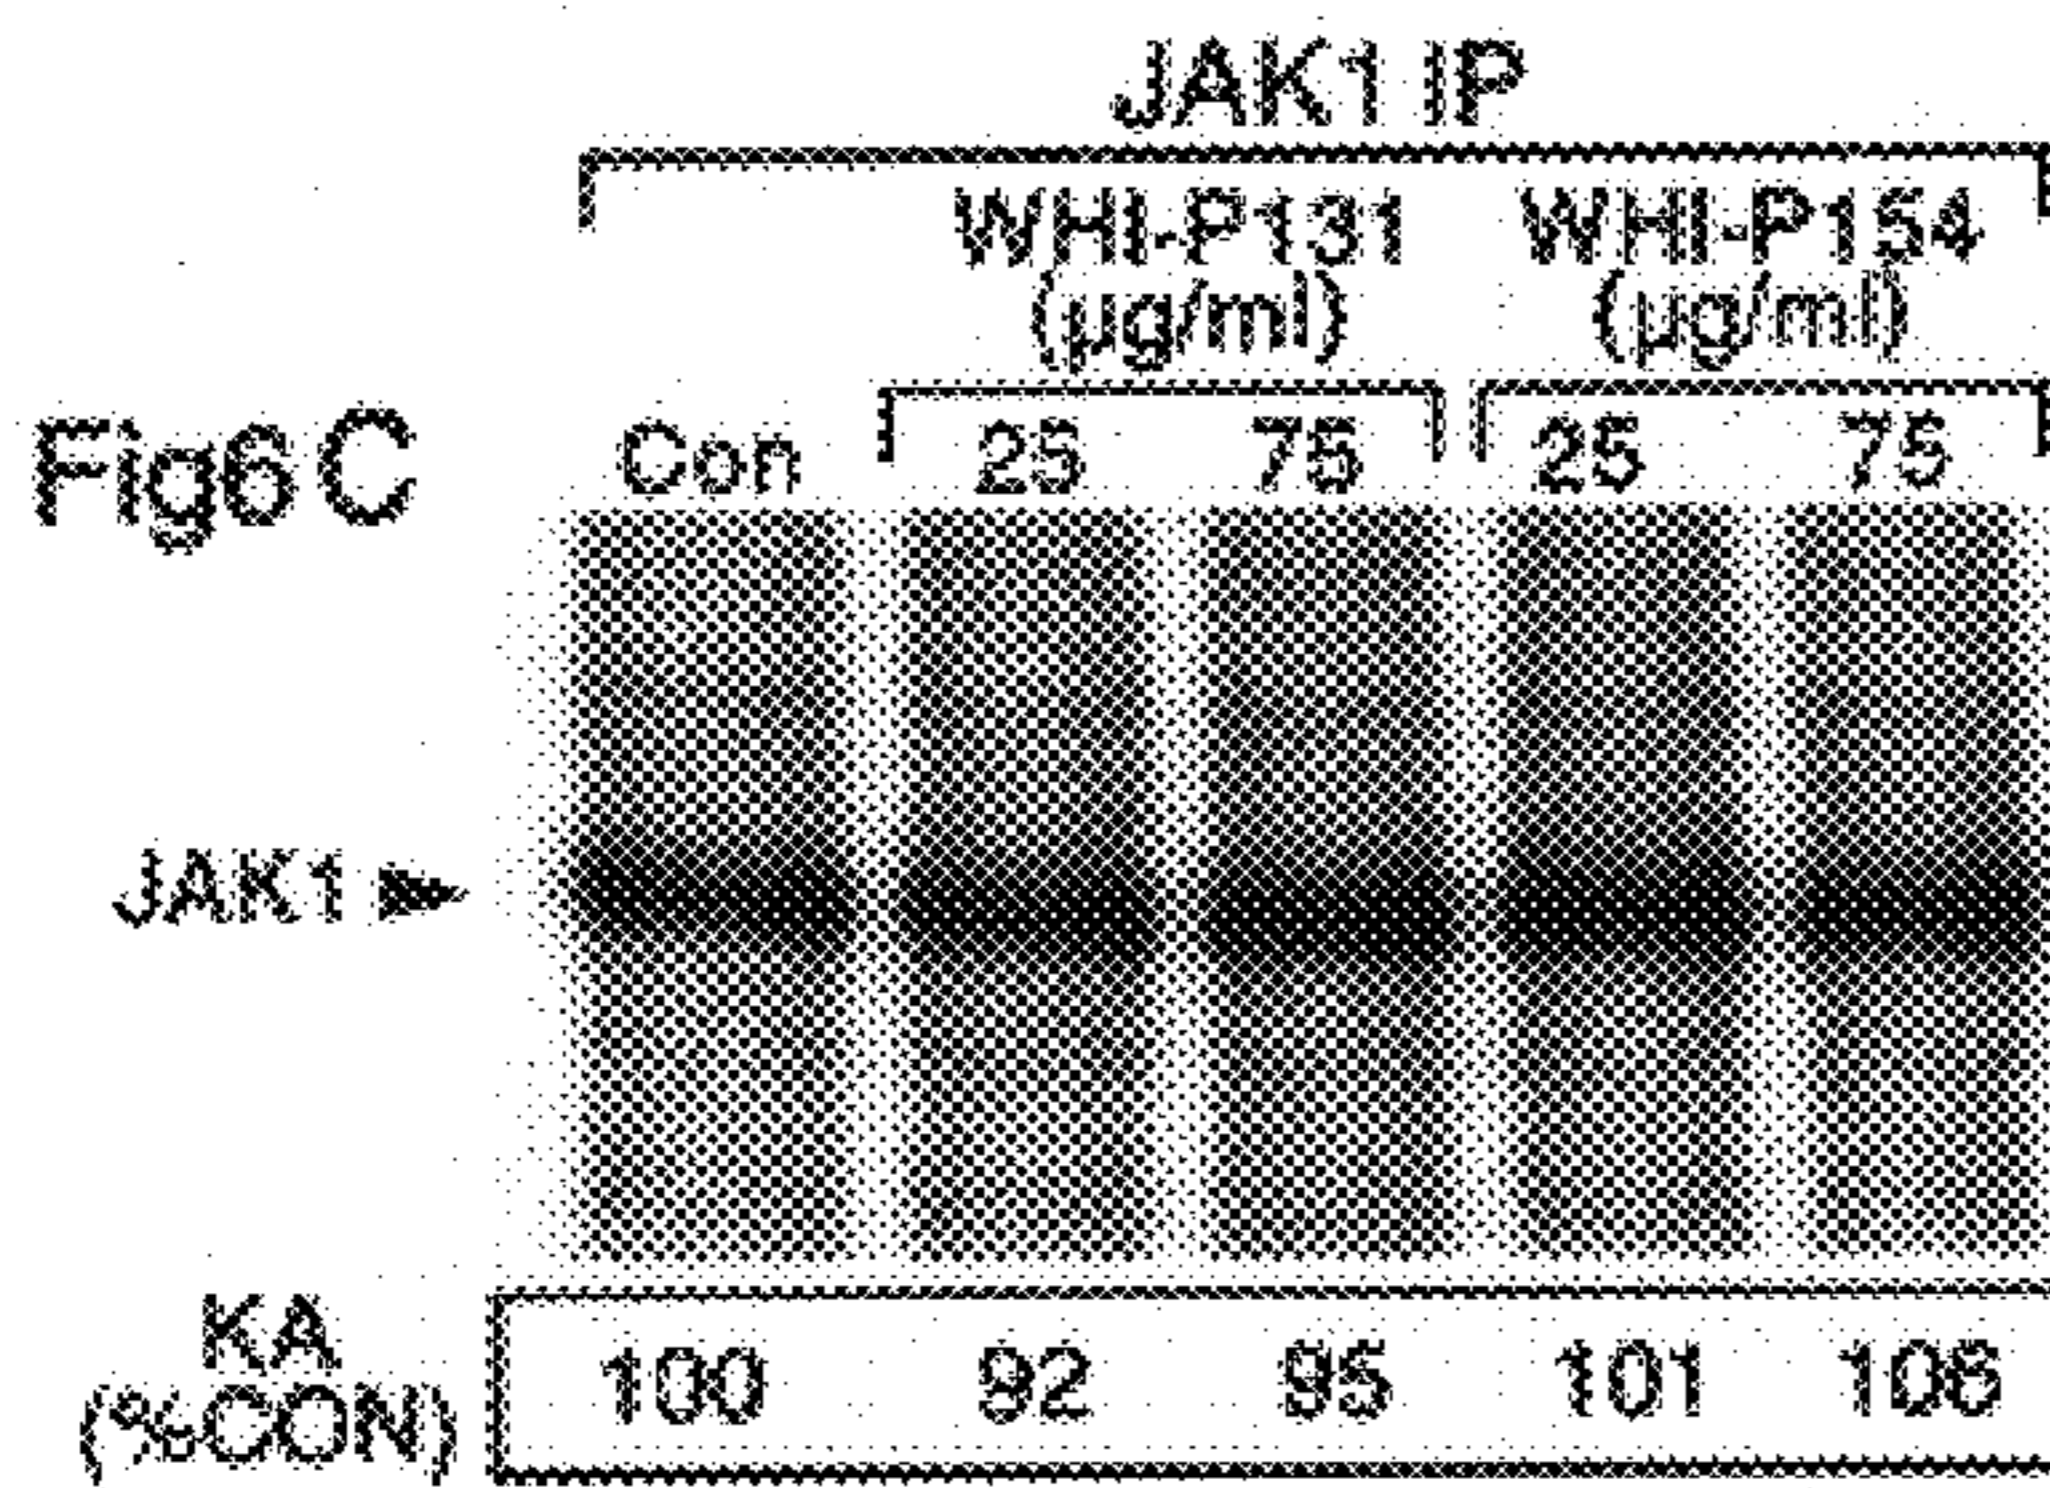 JAK1 IP
WHI-P131 WHI-P154
(µg/ml) (µg/ml)
Fig6 C Con 25 75 25 75
JAK1
KA
(%CON) 100 92 95 101 106